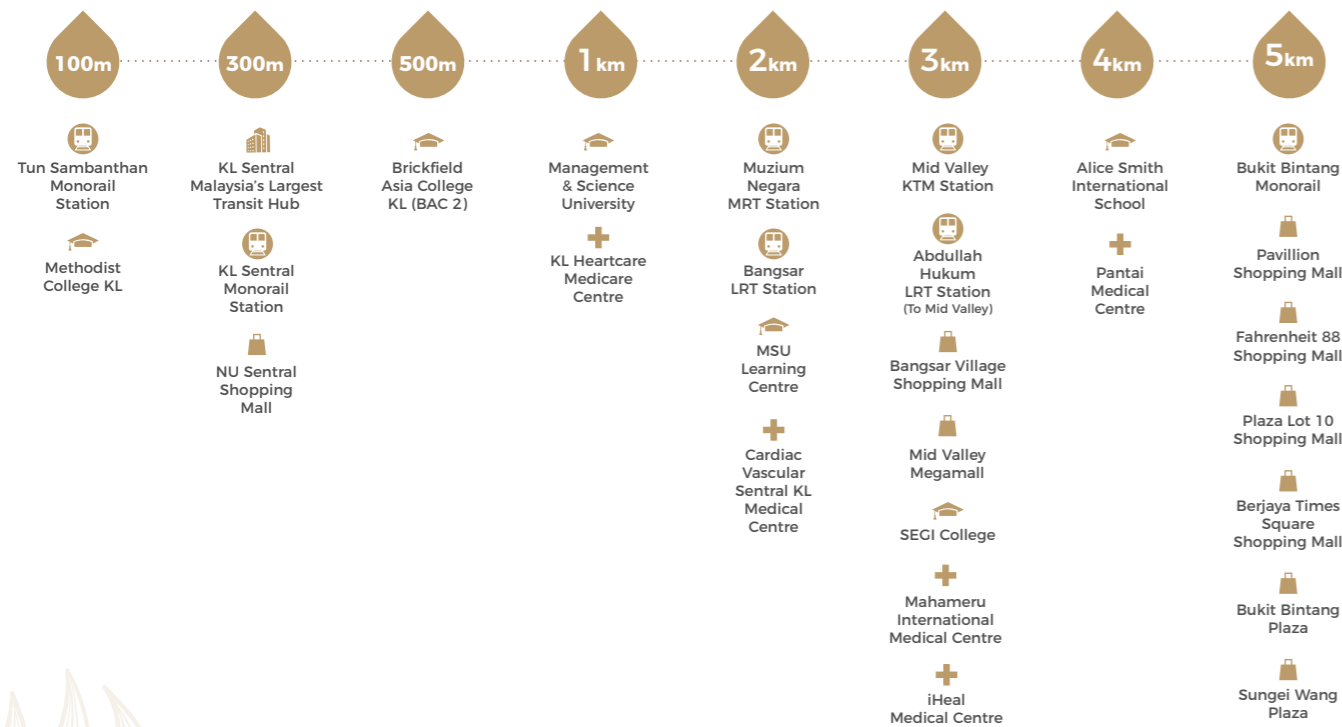 100m
300m
500m
1 km
2km
3km
4km
5km
Tun Sambanthan
Monorail
Station
Methodist
College KL
KL Sentral
Malaysia's Largest
Transit Hub
KL Sentral
Monorail
Station
NU Sentral
Shopping
Mall
Brickfield
Asia College
KL (BAC 2)
Management
& Science
University
KL Heartcare
Medicare
Centre
Muzium
Negara
MRT Station
Bangsar
LRT Station
MSU
Learning
Centre
Cardiac
Vascular
Sentral KL
Medical
Centre
Mid Valley
KTM Station
Abdullah
Hukum
LRT Station
(To Mid Valley)
Bangsar Village
Shopping Mall
Mid Valley
Megamall
SEGI College
Mahameru
International
Medical Centre
iHeal
Medical Centre
Alice Smith
International
School
Pantai
Medical
Centre
Bukit Bintang
Monorail
Pavillion
Shopping Mall
Fahrenheit 88
Shopping Mall
Plaza Lot 10
Shopping Mall
Berjaya Times
Square
Shopping Mall
Bukit Bintang
Plaza
Sungei Wang
Plaza